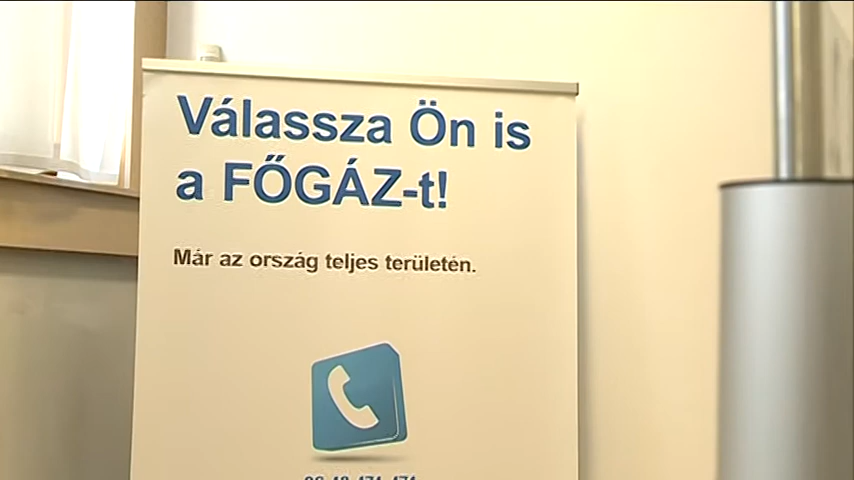 Válassza Ön is
a FŐGÁZ-t!
Már az ország teljes területén.